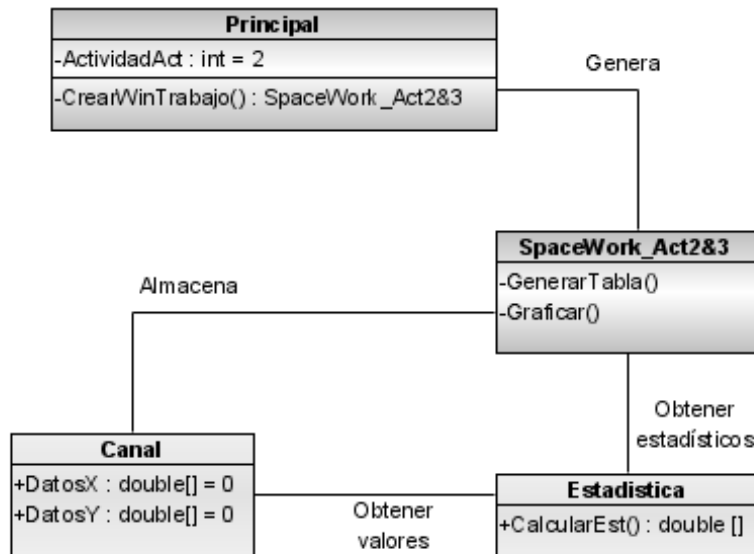 Principal
-ActividadAct : int = 2
-CrearWinTrabajo() : SpaceWork_Act2&3
Genera
SpaceWork_Act2&3
-GenerarTabla()
-Graficar()
Almacena
Obtener
estadísticos
Canal
+DatosX : double[] = 0
+DatosY : double[] = 0
Obtener
valores
Estadistica
+CalcularEst() : double []